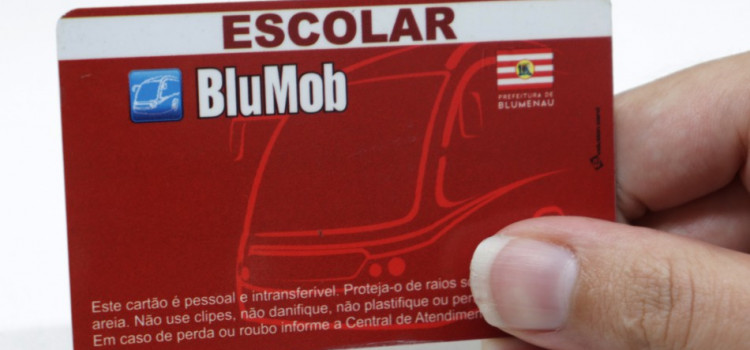 ESCOLAR
BluMob
PREFEITURA DE
BLUMENAU
Este cartão é pessoal e intransferível. Proteja-o de raios
areia. Não use clipes, não danifique, não plastifique ou
Em caso de perda ou roubo informe a Central de